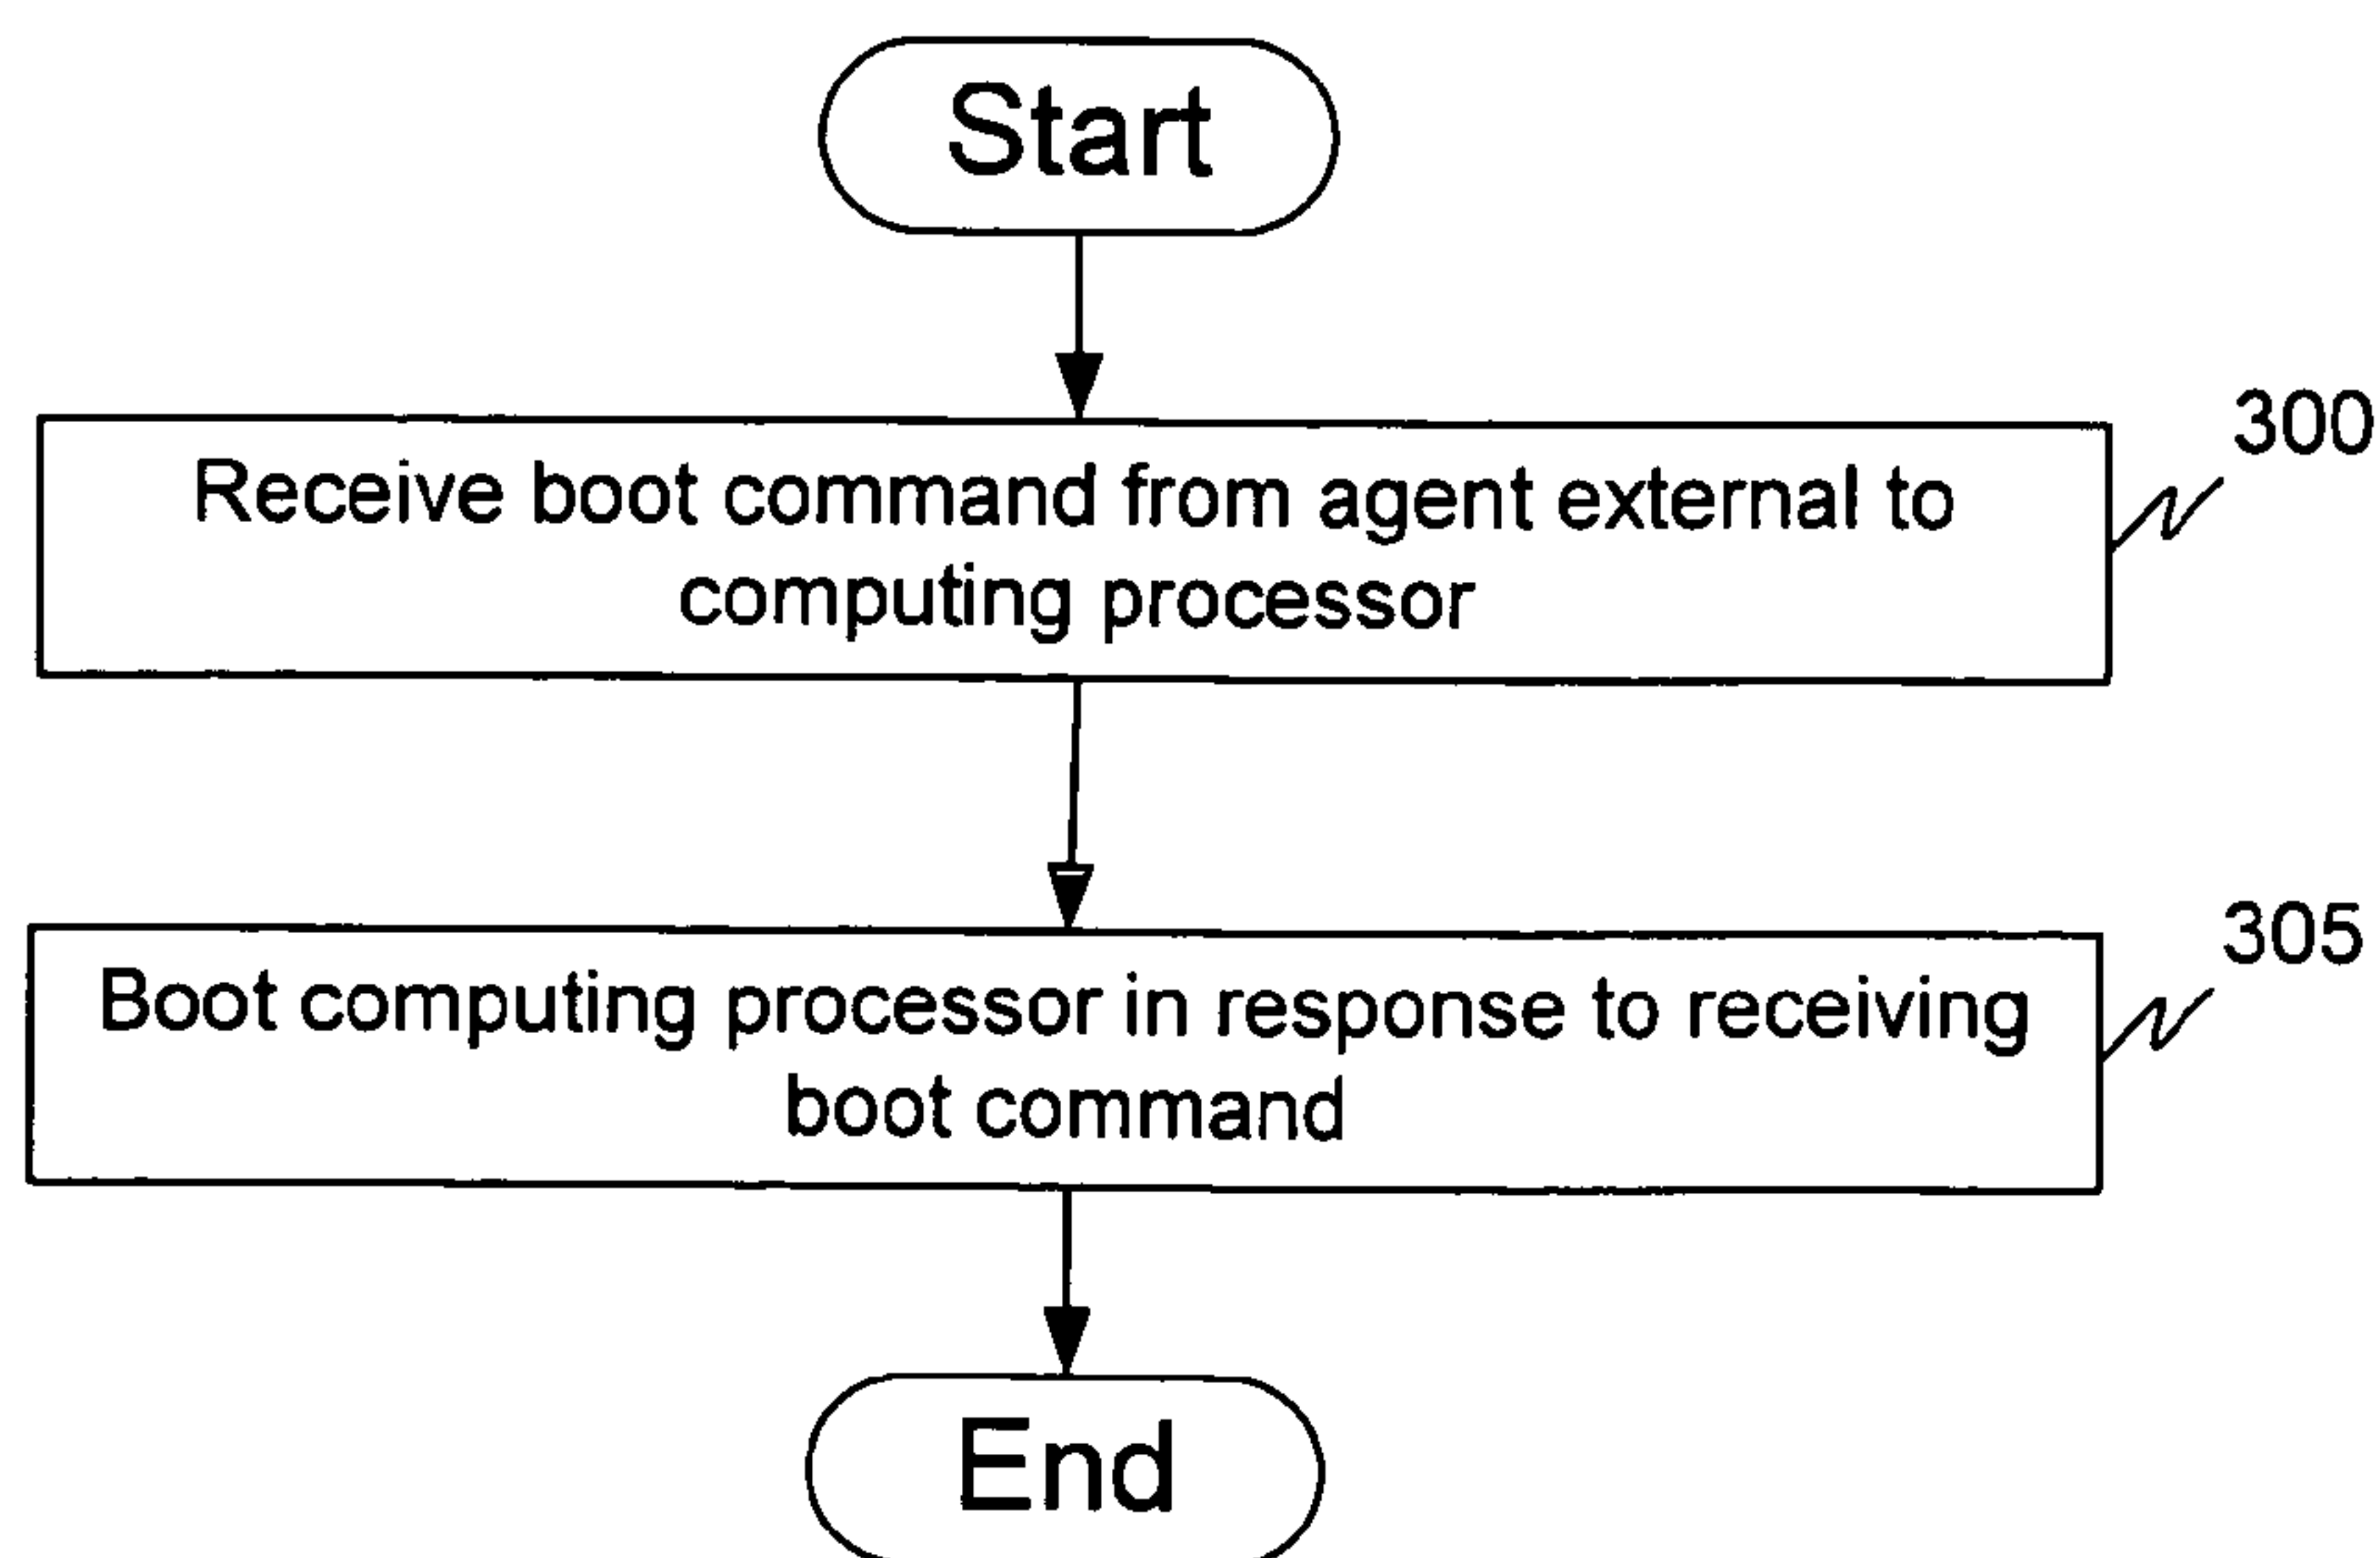 Start
300
Receive boot command from agent external to
computing processor
305
Boot computing processor in response to receiving
boot command
End